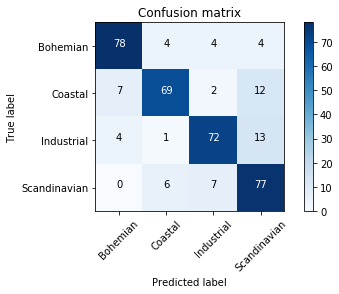 Confusion matrix
True label
Bohemian 78 4 4 4
Coastal 7 69 2 12
Industrial 4 1 72 13
Scandinavian 0 6 7 77
Bohemian Coastal Industrial Scandinavian
Predicted label
70
60
50
40
30
20
10
0